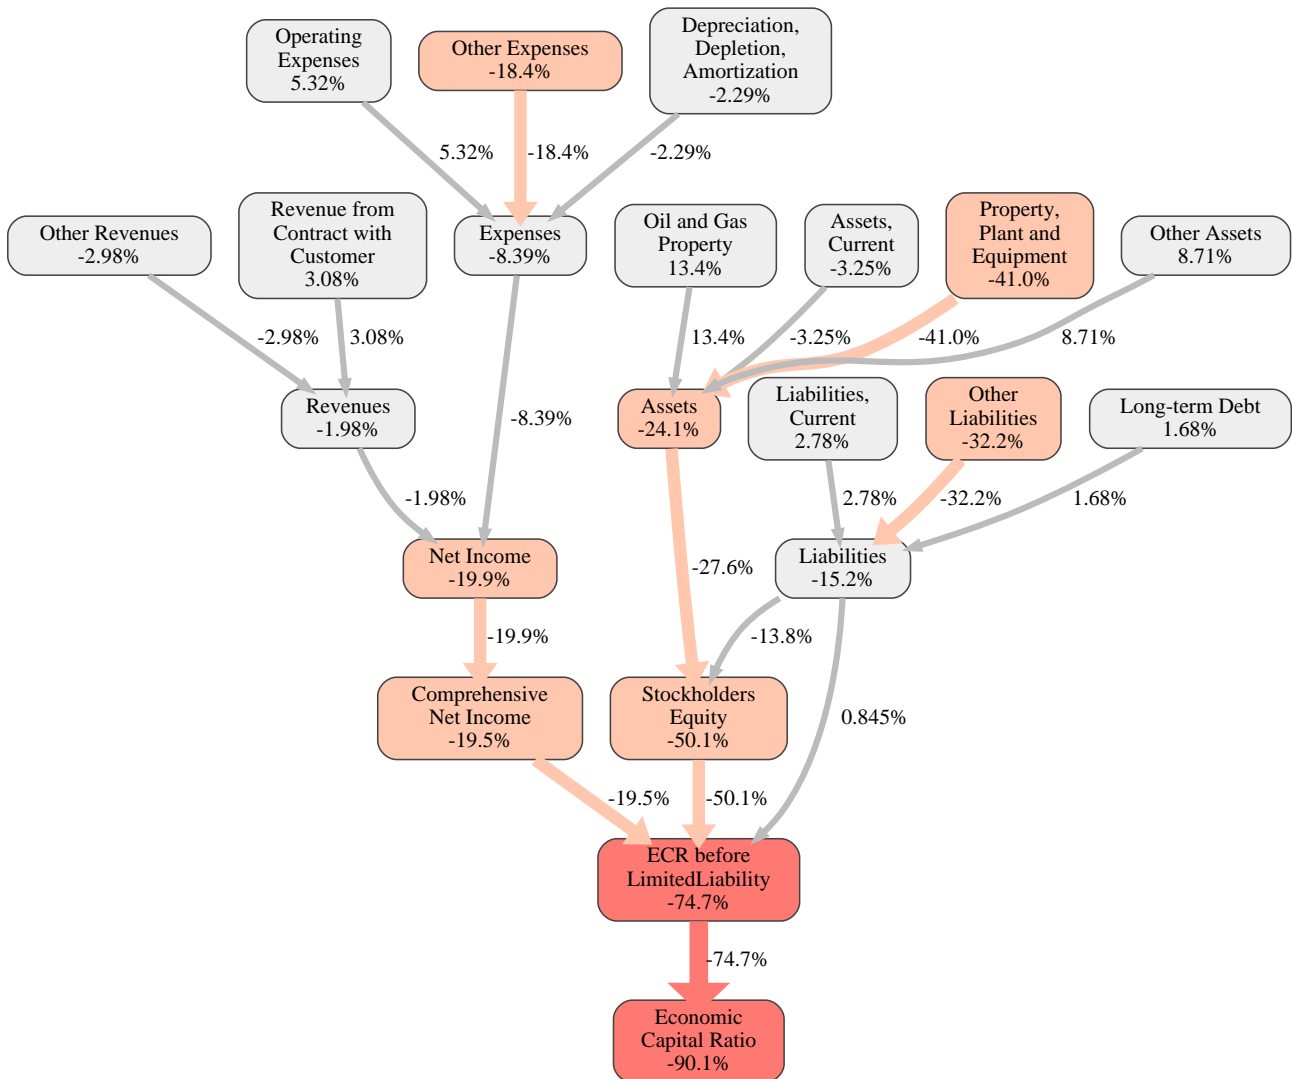 Operating
Expenses
5.32%
Other Expenses
-18.4%
Depreciation,
Depletion,
Amortization
-2.29%
5.32%
-18.4%
-2.29%
Other Revenues
-2.98%
Revenue from
Contract with
Customer
3.08%
Expenses
-8.39%
Oil and Gas
Property
13.4%
Assets,
Current
-3.25%
Property,
Plant and
Equipment
-41.0%
Other Assets
8.71%
-2.98%
3.08%
13.4%
-3.25%
-41.0%
8.71%
Revenues
-1.98%
-8.39%
Assets
-24.1%
Liabilities,
Current
2.78%
Other
Liabilities
-32.2%
Long-term Debt
1.68%
-1.98%
2.78%
-32.2%
1.68%
Net Income
-19.9%
-27.6%
Liabilities
-15.2%
-19.9%
-13.8%
Comprehensive
Net Income
-19.5%
Stockholders
Equity
-50.1%
0.845%
-19.5%
-50.1%
ECR before
LimitedLiability
-74.7%
-74.7%
Economic
Capital Ratio
-90.1%